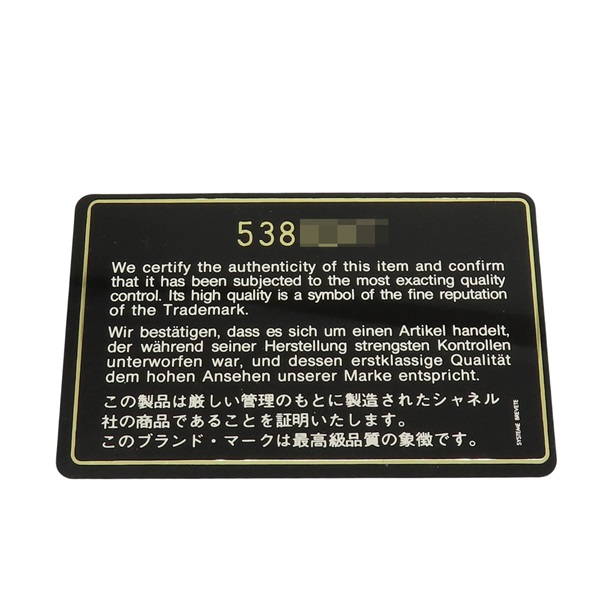 538
We certify the authenticity of this item and confirm
that it has been subjected to the most exacting quality
control. Its high quality is a symbol of the fine reputation
of the Trademark.
Wir bestätigen, dass es sich um einen Artikel handelt,
der während seiner Herstellung strengsten Kontrollen
unterworfen war, und dessen erstklassige Qualität
dem hohen Ansehen unserer Marke entspricht.
この製品は厳しい管理のもとに製造されたシャネル
社の商品であることを証明いたします。
このブランド・マークは最高級品質の象徴です。
SYSTEME BREVETE